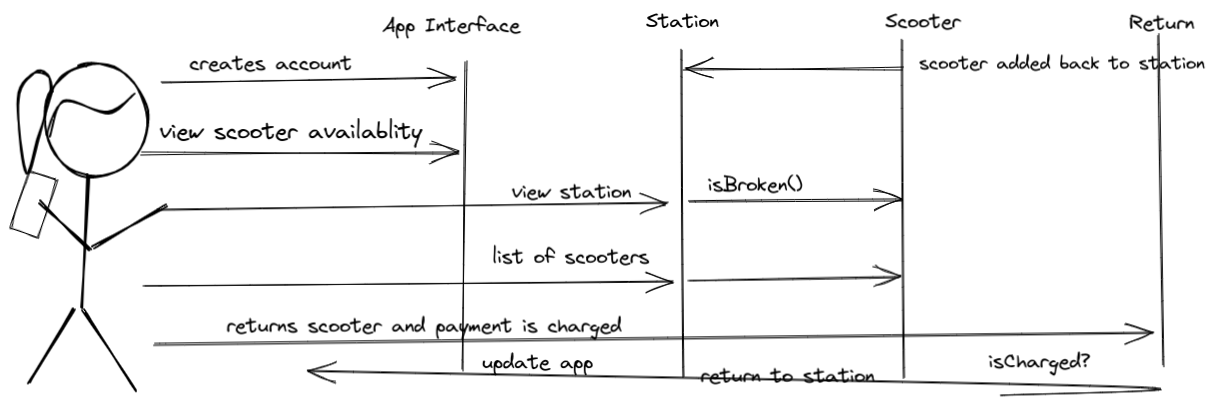 App Interface
Station
Scooter
Return
creates account
scooter added back to station
view scooter availablity
view station
isBroken()
list of scooters
returns scooter and payment is charged
update app
return to station
isCharged?